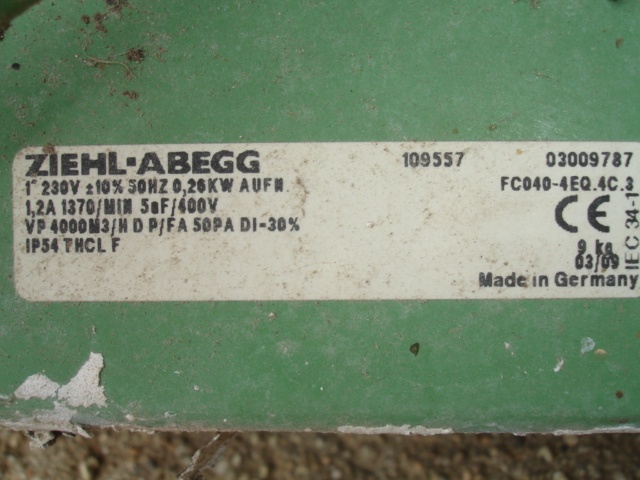 ZIEHL-ABEGG 109557 03009787
1~ 230V ±10% 50HZ 0,26KW AUFN. FC040-4EQ.4C.3
1,2A 1370/MIN 5µF/400V CE
VP 4000M3/H D P/FA 50PA DI-30%
IP54 THCL F 9 kg
03/09
Made in Germany
IEC 34-1